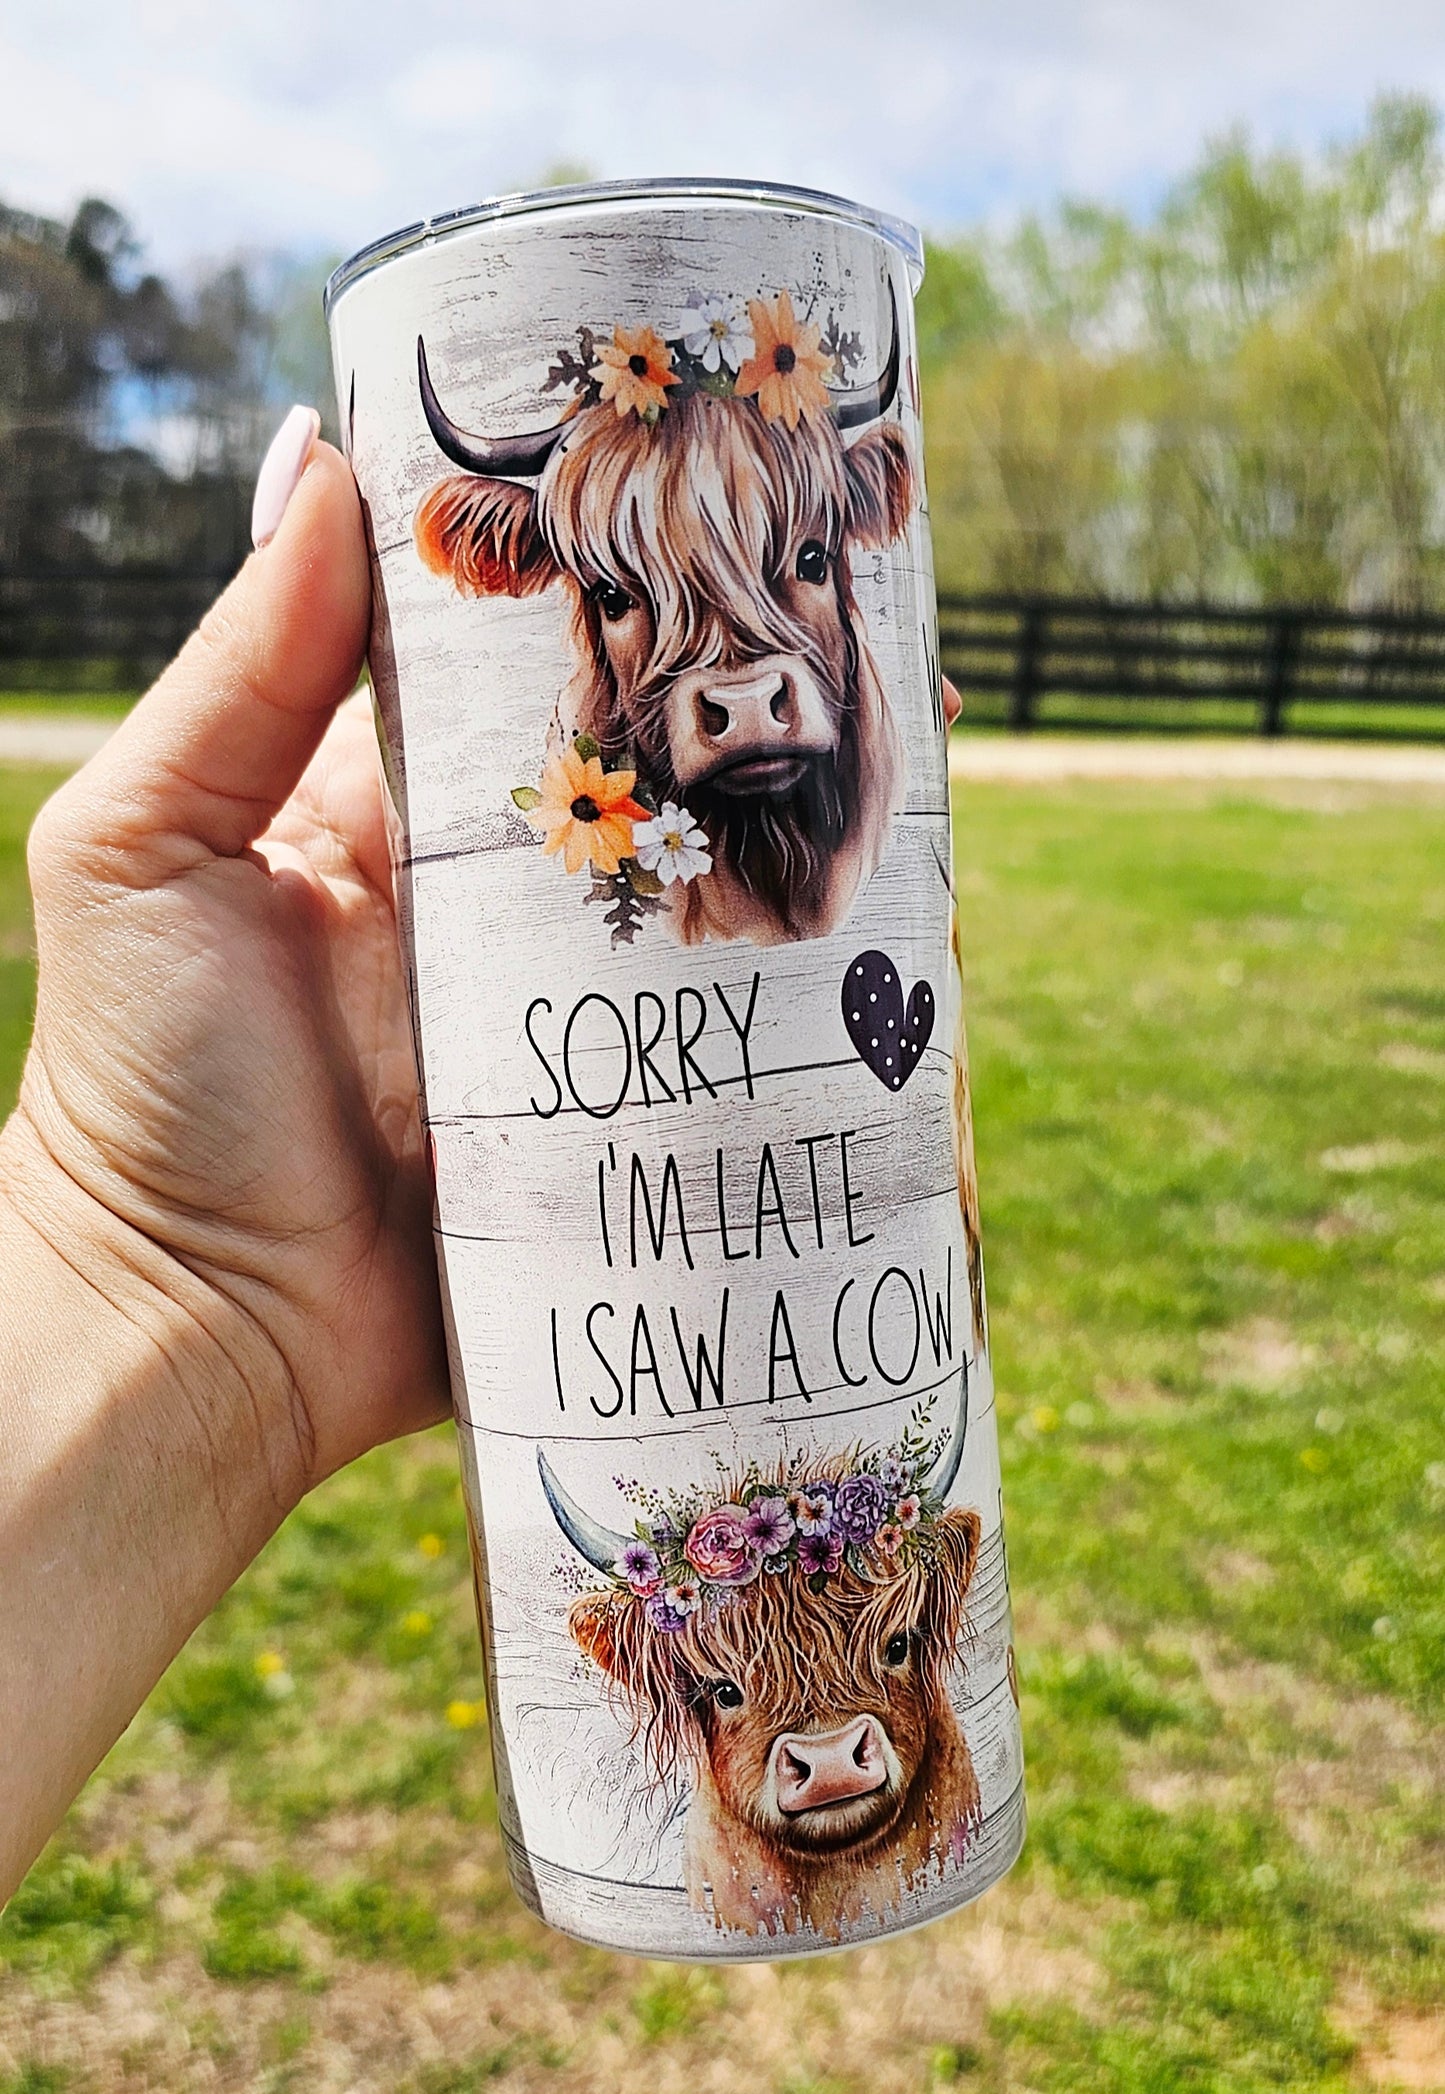 SORRY
I'M LATE
I SAW A COW